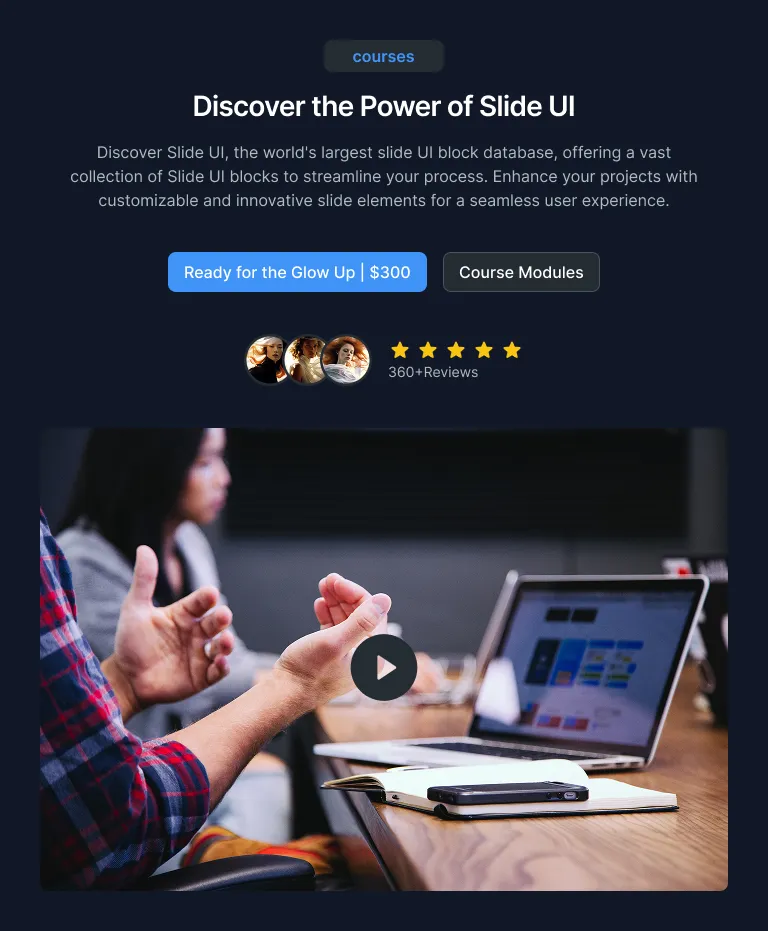 courses
Discover the Power of Slide UI
Discover Slide UI, the world's largest slide UI block database, offering a vast
collection of Slide UI blocks to streamline your process. Enhance your projects with
customizable and innovative slide elements for a seamless user experience.
Ready for the Glow Up | $300
Course Modules
360+Reviews